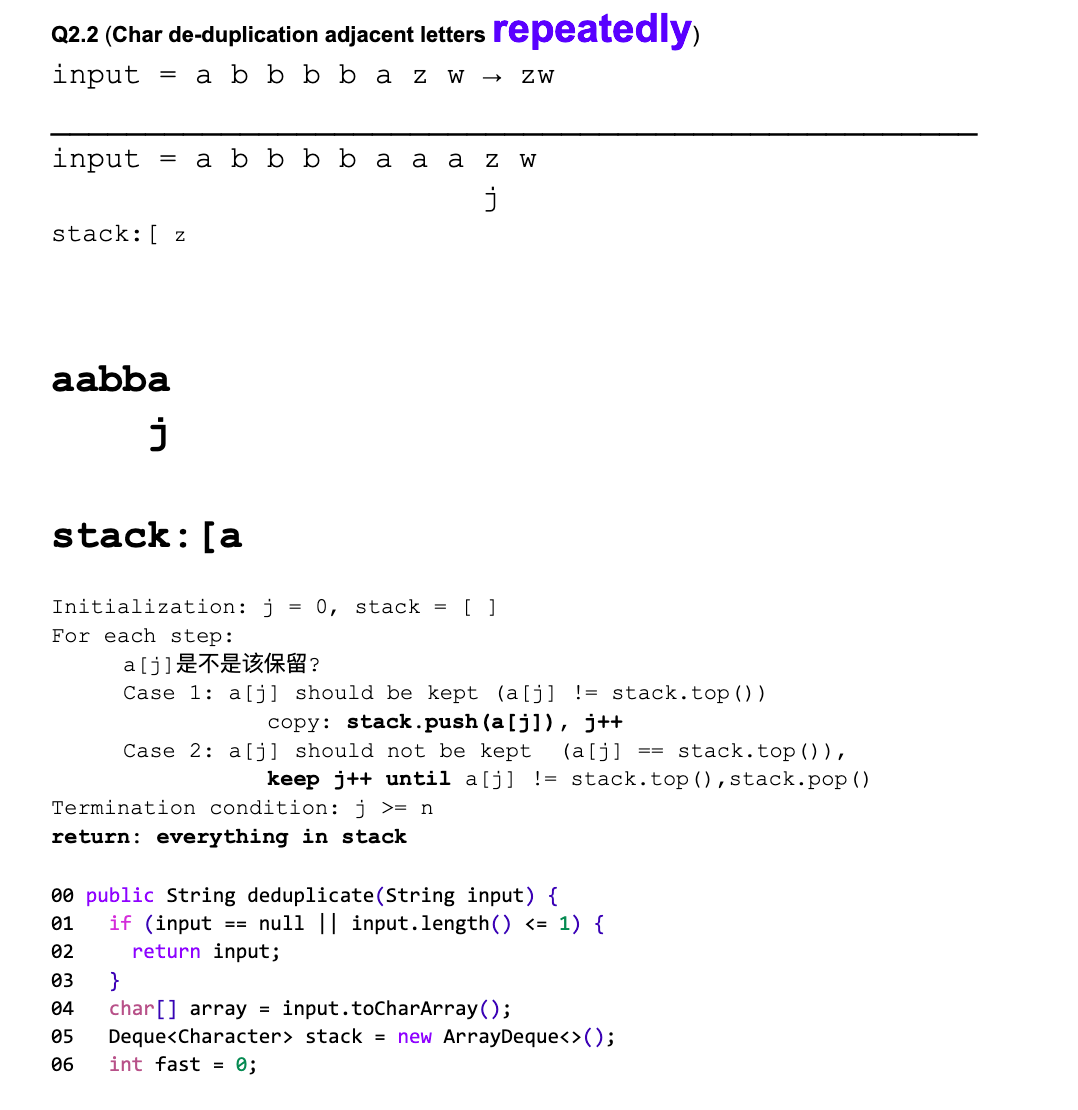 Q2.2 (Char de-duplication adjacent letters repeatedly)
input = a b b b b a z w → zw
input = a b b b b a a a z w
j
stack:[ z
aabba
j
stack:[a
Initialization: j = 0, stack = [ ]
For each step:
a[j]是不是该保留?
Case 1: a[j] should be kept (a[j] != stack.top())
copy: stack.push(a[j]), j++
Case 2: a[j] should not be kept  (a[j] == stack.top()),
keep j++ until a[j] != stack.top(),stack.pop()
Termination condition: j >= n
return: everything in stack
00 public String deduplicate(String input) {
01   if (input == null || input.length() <= 1) {
02     return input;
03   }
04   char[] array = input.toCharArray();
05   Deque<Character> stack = new ArrayDeque<>();
06   int fast = 0;